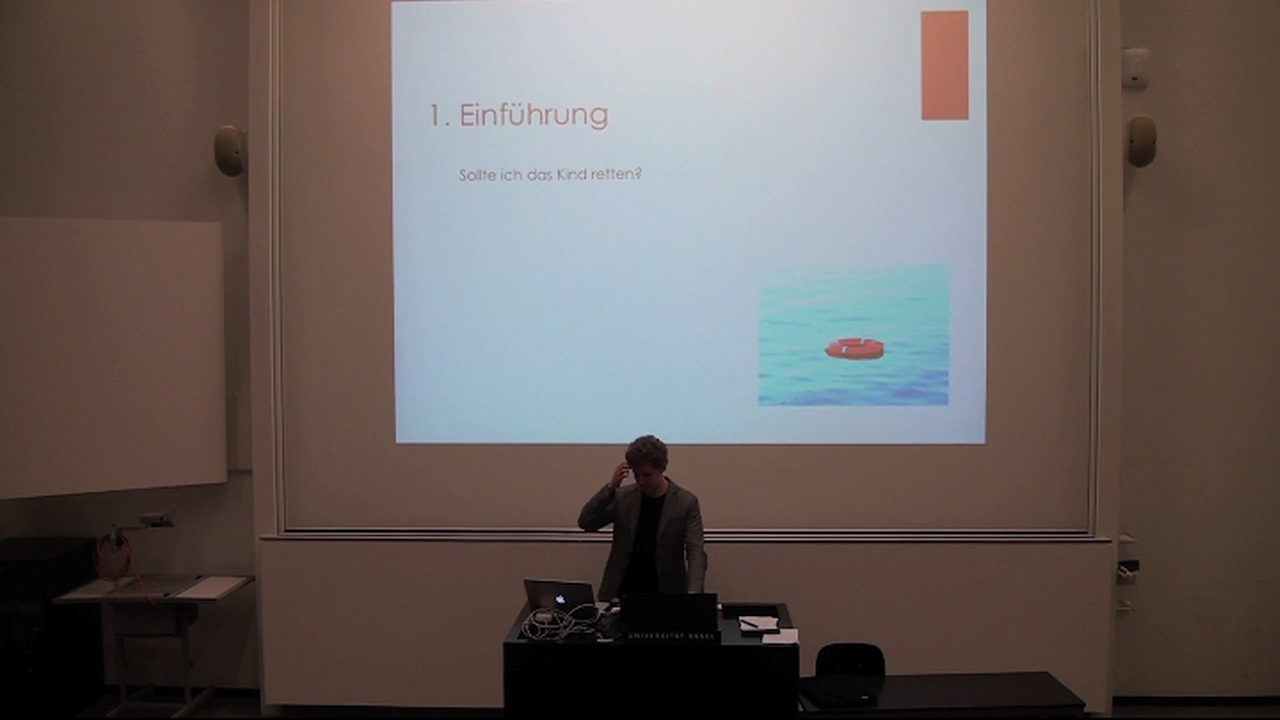 1. Einführung
Sollte ich das Kind retten?
UNIVERSITÄT BASEL